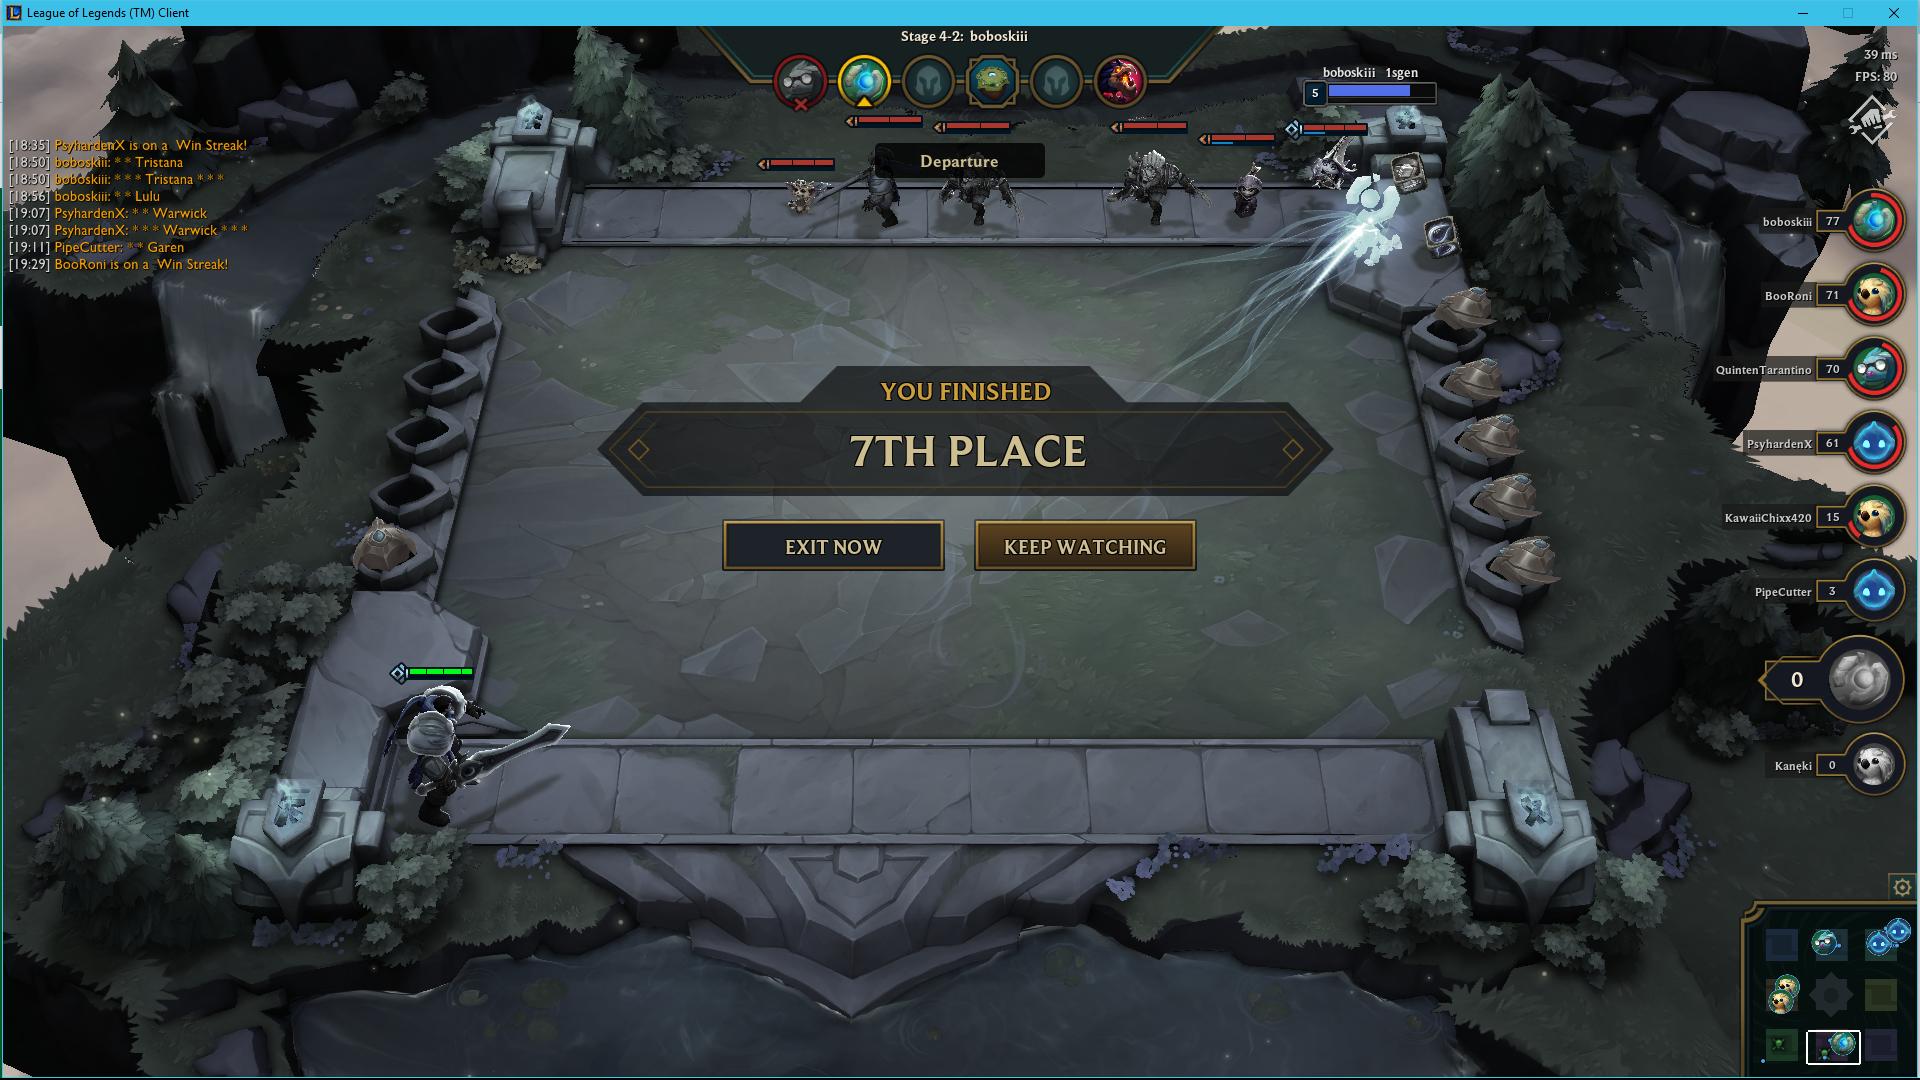 League of Legends (TM) Client
Stage 4-2: boboskiii
39 ms
FPS: 80
boboskiii 1sgen
5
Departure
[18:35] PsyhardenX is on a Win Streak!
[18:50] boboskiii: * * Tristana
[18:50] boboskiii: * * * Tristana * * *
[18:56] boboskiii: * * Lulu
[19:07] PsyhardenX: * * Warwick
[19:07] PsyhardenX: * * * Warwick * * *
[19:11] PipeCutter: * * Garen
[19:29] BooRoni is on a Win Streak!
boboskiii 77
BooRoni 71
QuintenTarantino 70
PsyhardenX 61
KawaiiChixx420 15
PipeCutter 3
0
Kanęki 0
YOU FINISHED
7TH PLACE
EXIT NOW
KEEP WATCHING